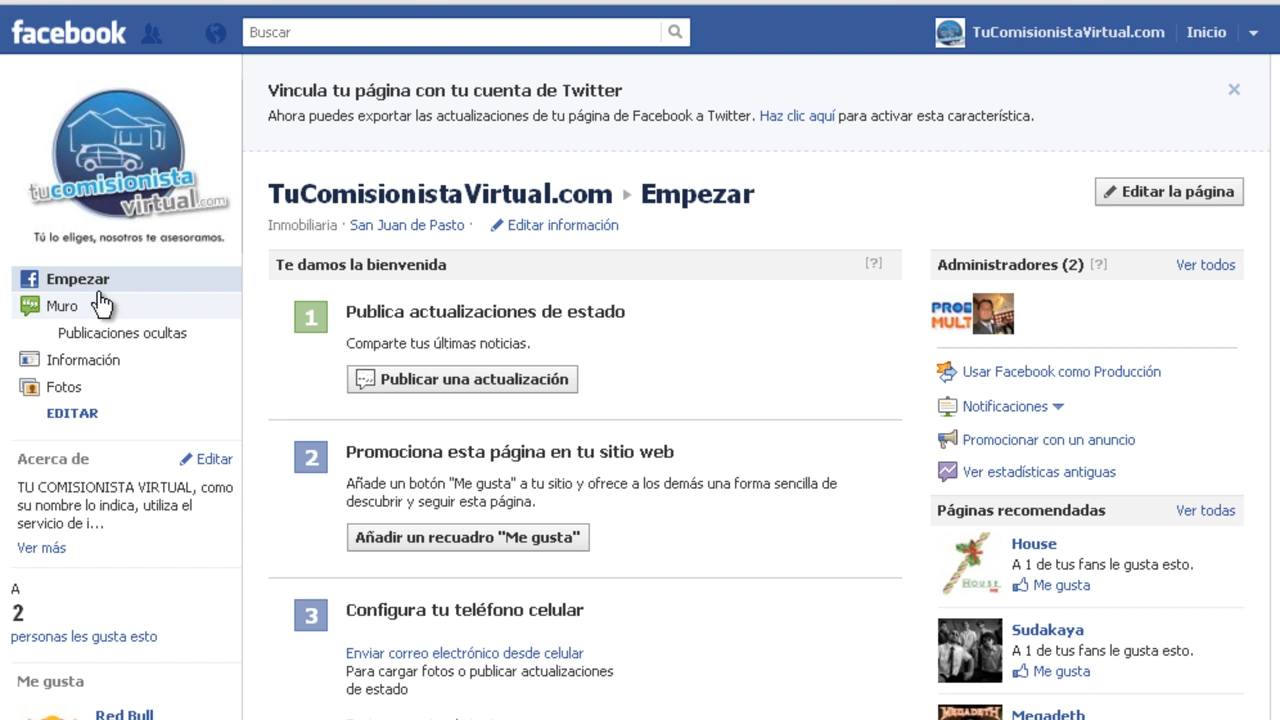 facebook
Buscar
TuComisionistaVirtual.com
Inicio
Vincula tu página con tu cuenta de Twitter
Ahora puedes exportar las actualizaciones de tu página de Facebook a Twitter. Haz clic aquí para activar esta característica.
tucomisionista
virtual.com
Tú lo eliges, nosotros te asesoramos.
Empezar
Muro
Publicaciones ocultas
Información
Fotos
EDITAR
Acerca de
Editar
TU COMISIONISTA VIRTUAL, como
su nombre lo indica, utiliza el
servicio de i...
Ver más
A
2
personas les gusta esto
Me gusta
Red Bull
TuComisionistaVirtual.com ▸ Empezar
Editar la página
Inmobiliaria · San Juan de Pasto · Editar información
Te damos la bienvenida
[?]
1
Publica actualizaciones de estado
Comparte tus últimas noticias.
Publicar una actualización
2
Promociona esta página en tu sitio web
Añade un botón "Me gusta" a tu sitio y ofrece a los demás una forma sencilla de
descubrir y seguir esta página.
Añadir un recuadro "Me gusta"
3
Configura tu teléfono celular
Enviar correo electrónico desde celular
Para cargar fotos o publicar actualizaciones
de estado
Administradores (2) [?]
Ver todos
PROD
MULT
Usar Facebook como Producción
Notificaciones
Promocionar con un anuncio
Ver estadísticas antiguas
Páginas recomendadas
Ver todas
HOUSE
House
A 1 de tus fans le gusta esto.
Me gusta
Sudakaya
A 1 de tus fans le gusta esto.
Me gusta
MEGADETH
Megadeth